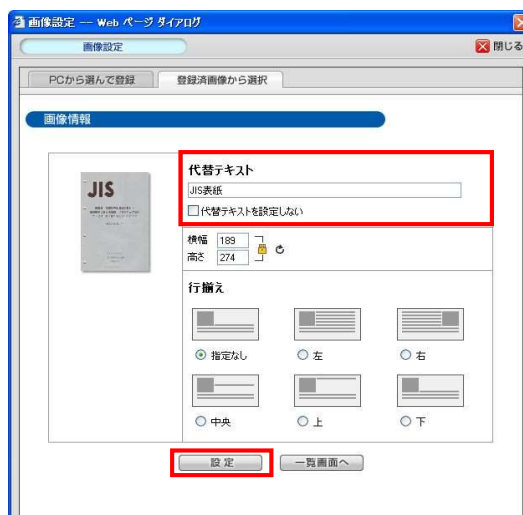 画像設定 -- Web ページ ダイアログ
画像設定
閉じる
PCから選んで登録
登録済画像から選択
画像情報
JIS
代替テキスト
JIS表紙
代替テキストを設定しない
横幅 189
高さ 274
行揃え
指定なし 左 右
中央 上 下
設定 一覧画面へ